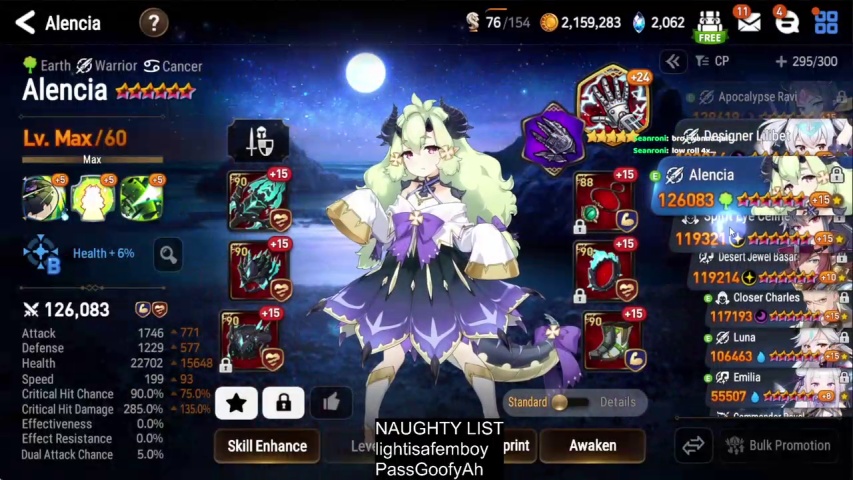 Alencia
?
76/154
2,159,283
2,062
FREE
11
4
Earth
Warrior
Cancer
Alencia
Lv. Max/60
Max
+5
+5
+5
B
Health + 6%
126,083
Attack 1746 771
Defense 1229 577
Health 22702 15648
Speed 199 93
Critical Hit Chance 90.0% 75.0%
Critical Hit Damage 285.0% 135.0%
Effectiveness 0.0%
Effect Resistance 0.0%
Dual Attack Chance 5.0%
90 +15
90 +15
90 +15
+24
88 +15
+15
90 +15
Standard
Details
Skill Enhance
Awaken
NAUGHTY LIST
lightisafemboy
PassGoofyAh
Seanroni:
Seanroni: low roll 4x
CP
295/300
Apocalypse Ravi
Designer Lilibet
E Alencia
126083 +15
119321 +15
Desert Jewel Basar
119214 +10
Closer Charles
E 117193 +15
E Luna
106463 +15
E Emilia
55507 +8
Bulk Promotion